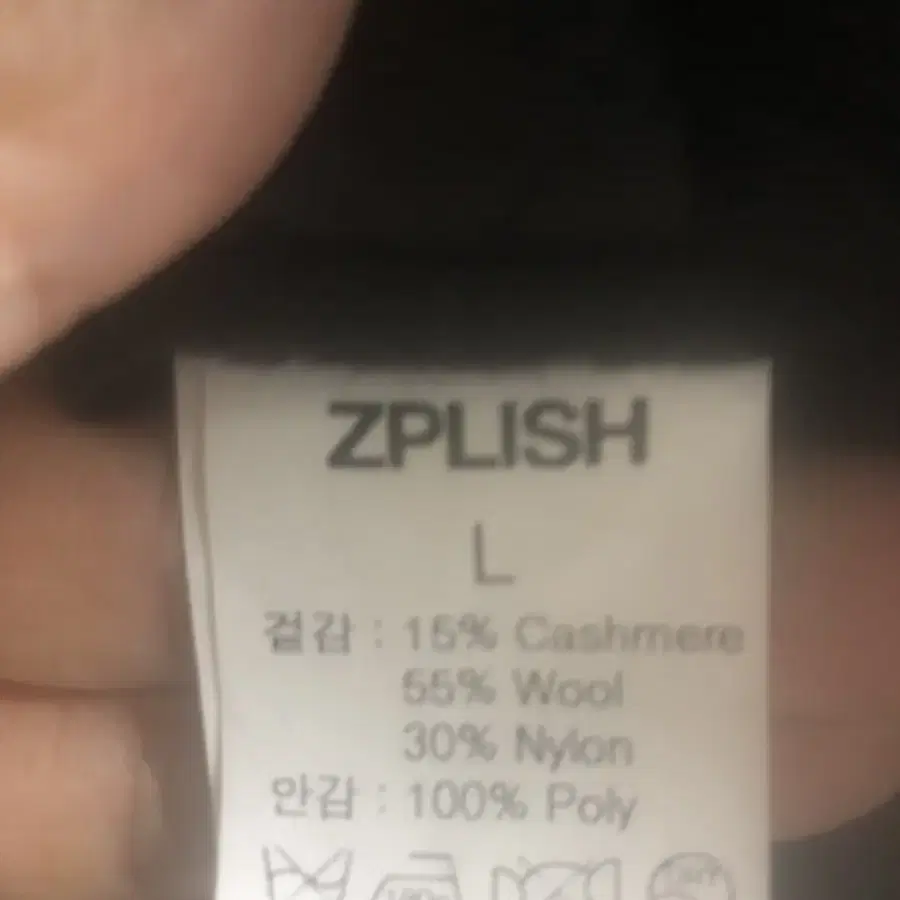 ZPLISH
L
겉감 : 15% Cashmere
55% Wool
30% Nylon
안감 : 100% Poly